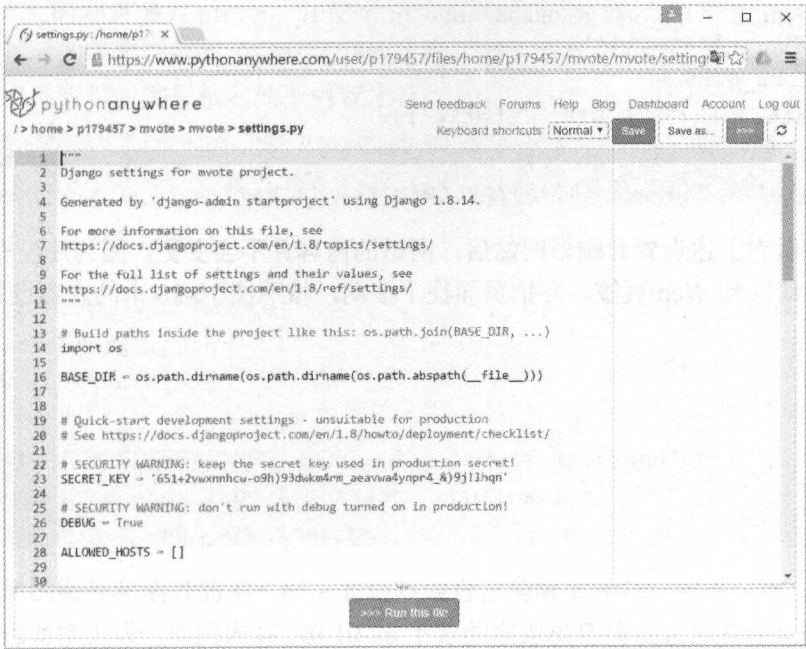 settings.py : /home/p17
https://www.pythonanywhere.com/user/p179457/files/home/p179457/mvote/mvote/setting
pythonanywhere
Send feedback Forums Help Blog Dashboard Account Log out
/ > home > p179457 > mvote > mvote > settings.py
Keyboard shortcuts: Normal Save Save as... >>>
1 """
2 Django settings for mvote project.
3
4 Generated by 'django-admin startproject' using Django 1.8.14.
5
6 For more information on this file, see
7 https://docs.djangoproject.com/en/1.8/topics/settings/
8
9 For the full list of settings and their values, see
10 https://docs.djangoproject.com/en/1.8/ref/settings/
11 """
12
13 # Build paths inside the project like this: os.path.join(BASE_DIR, ...)
14 import os
15
16 BASE_DIR = os.path.dirname(os.path.dirname(os.path.abspath(__file__)))
17
18
19 # Quick-start development settings - unsuitable for production
20 # See https://docs.djangoproject.com/en/1.8/howto/deployment/checklist/
21
22 # SECURITY WARNING: keep the secret key used in production secret!
23 SECRET_KEY =
24
25 # SECURITY WARNING: don't run with debug turned on in production!
26 DEBUG = True
27
28 ALLOWED_HOSTS = []
29
30
>>> Run this file